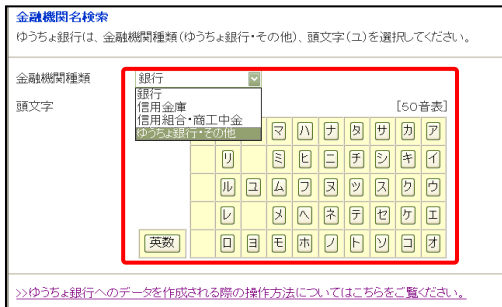 金融機関名検索
ゆうちょ銀行は、金融機関種類(ゆうちょ銀行・その他)、頭文字(ユ)を選択してください。
金融機関種類 銀行
銀行
信用金庫
信用組合・商工中金
ゆうちょ銀行・その他
頭文字 [50音表]
マ ハ ナ タ サ カ ア
リ ミ ヒ ニ チ シ キ イ
ル ユ ム フ ヌ ツ ス ク ウ
レ メ ヘ ネ テ セ ケ エ
英数 ロ ヨ モ ホ ノ ト ソ コ オ
>>ゆうちょ銀行へのデータを作成される際の操作方法についてはこちらをご覧ください。